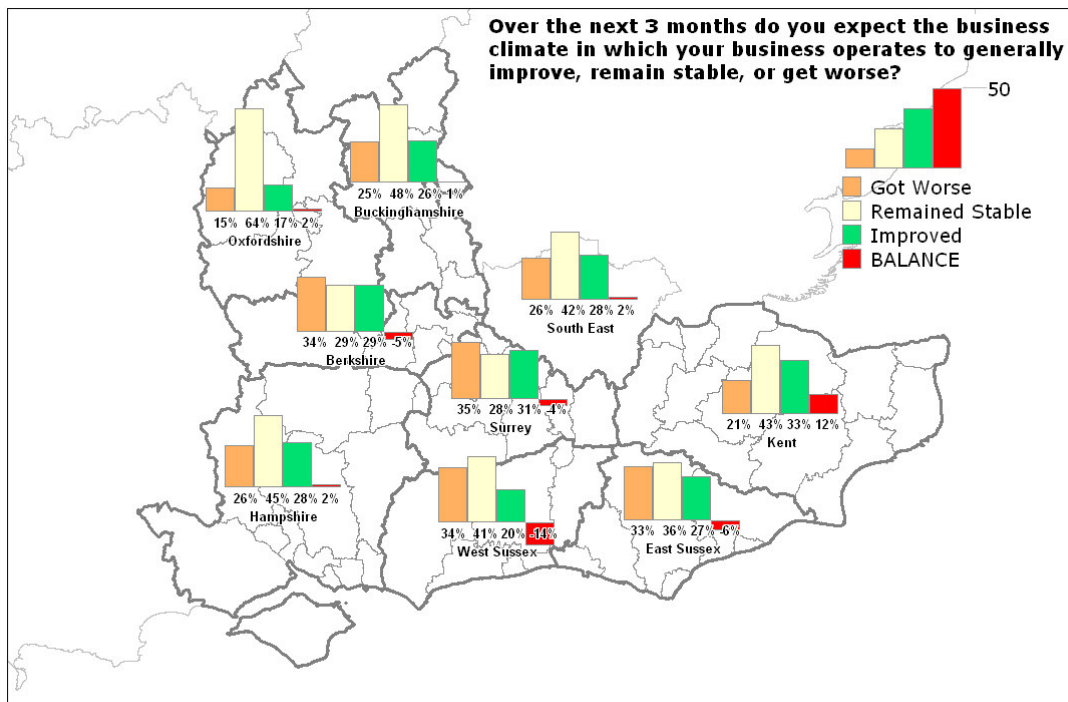 Over the next 3 months do you expect the business
climate in which your business operates to generally
improve, remain stable, or get worse?
50
Got Worse
Remained Stable
Improved
BALANCE
25% 48% 26% 1%
Buckinghamshire
15% 64% 17% 2%
Oxfordshire
26% 42% 28% 2%
South East
34% 29% 29% -5%
Berkshire
35% 28% 31% -4%
Surrey
21% 43% 33% 12%
Kent
26% 45% 28% 2%
Hampshire
34% 41% 20% -14%
West Sussex
33% 36% 27% -6%
East Sussex